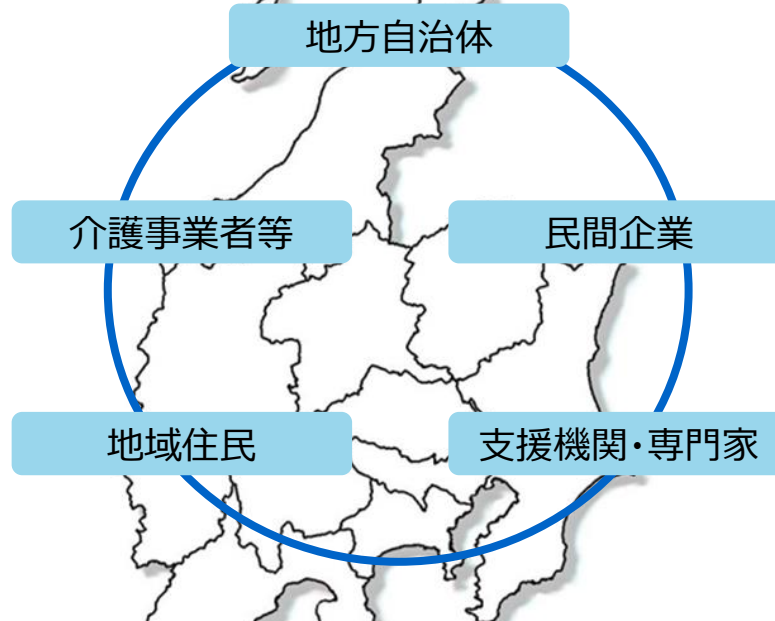 地方自治体
介護事業者等
民間企業
地域住民
支援機関・専門家